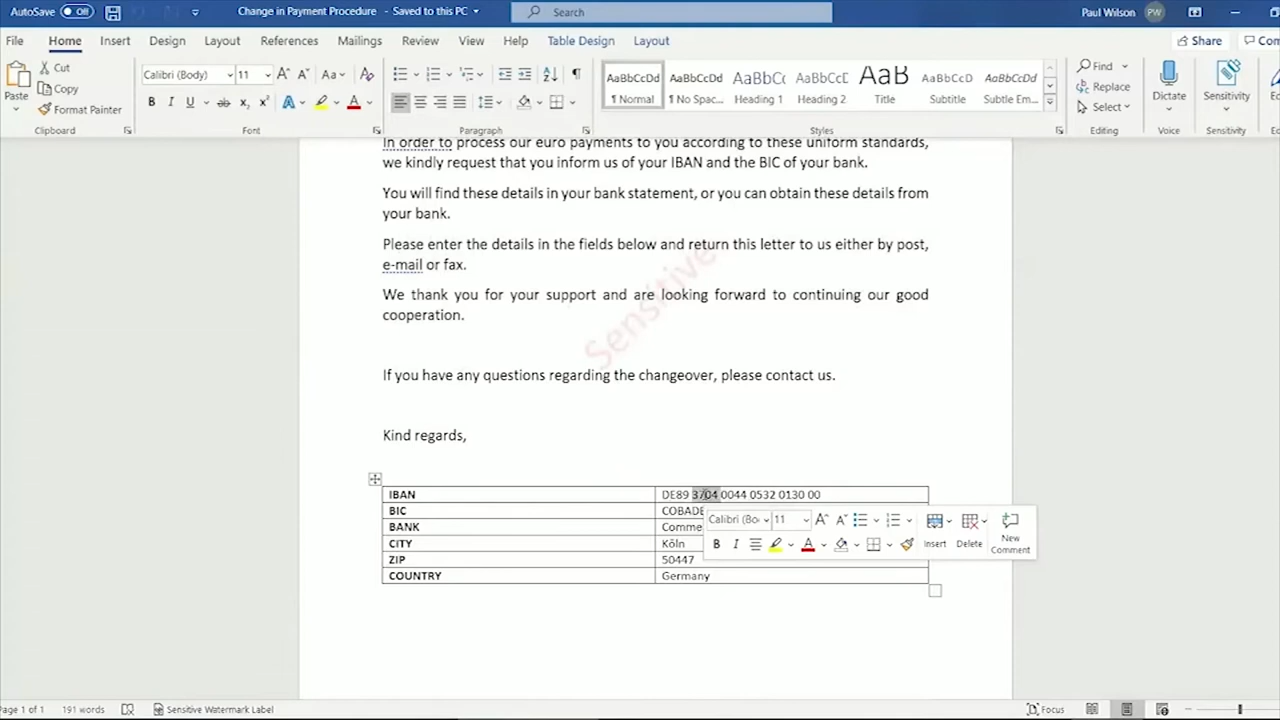 AutoSave Off Change in Payment Procedure - Saved to this PC Search Paul Wilson PW
File Home Insert Design Layout References Mailings Review View Help Table Design Layout Share
Paste Cut Calibri (Body) 11 AaBbCcDd AaBbCcDd AaBbC AaBbCcC AaB AaBbCcDd AaBbCcDd Find
Copy Normal No Spac... Heading 1 Heading 2 Title Subtitle Subtle Em... Replace Dictate Sensitivity
Format Painter Select
Clipboard Font Paragraph Styles Editing Voice Sensitivity
In order to process our euro payments to you according to these uniform standards,
we kindly request that you inform us of your IBAN and the BIC of your bank.
You will find these details in your bank statement, or you can obtain these details from
your bank.
Please enter the details in the fields below and return this letter to us either by post,
e-mail or fax.
We thank you for your support and are looking forward to continuing our good
cooperation.
Sensitive
If you have any questions regarding the changeover, please contact us.
Kind regards,
IBAN DE89 3704 0044 0532 0130 00
BIC COBADE
BANK Comme
CITY Köln
ZIP 50447
COUNTRY Germany
Calibri (Bo 11 Insert Delete New
Comment
Page 1 of 1 191 words Sensitive Watermark Label Focus